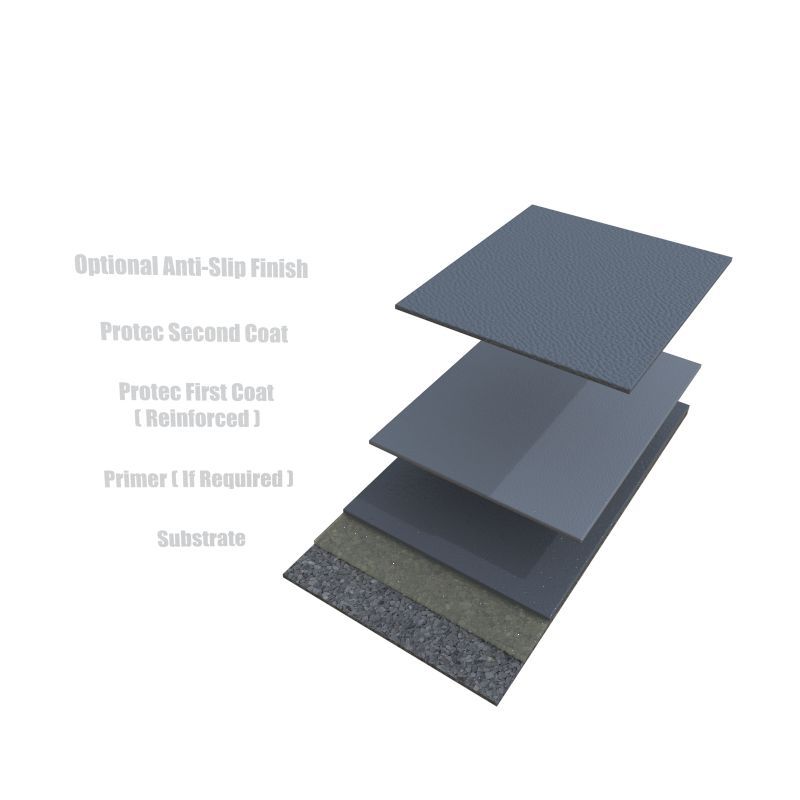 Optional Anti-Slip Finish
Protec Second Coat
Protec First Coat
( Reinforced )
Primer ( If Required )
Substrate